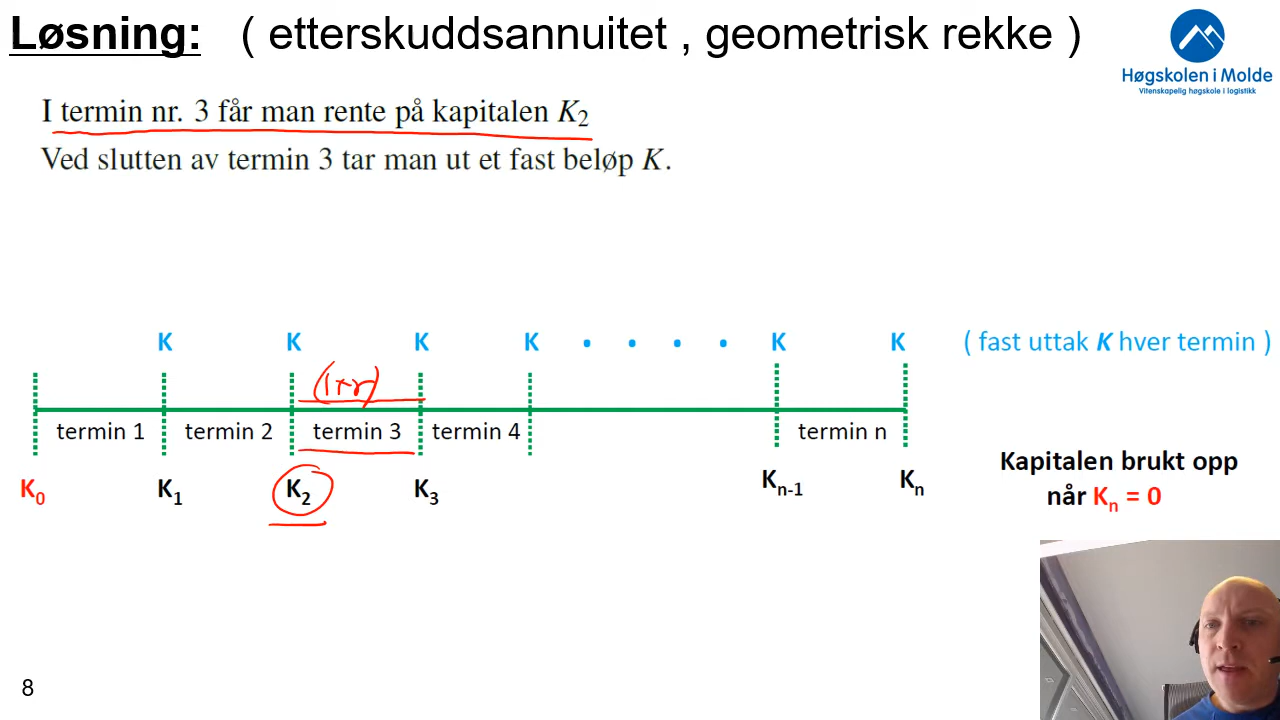 Løsning: ( etterskuddsannuitet , geometrisk rekke )
Høgskolen i Molde
Vitenskapelig høgskole i logistikk
I termin nr. 3 får man rente på kapitalen K₂
Ved slutten av termin 3 tar man ut et fast beløp K.
K K K K . . . . K K ( fast uttak K hver termin )
(1+r)
termin 1 termin 2 termin 3 termin 4 termin n
K₀ K₁ K₂ K₃ Kn-1 Kn
Kapitalen brukt opp
når Kn = 0
8